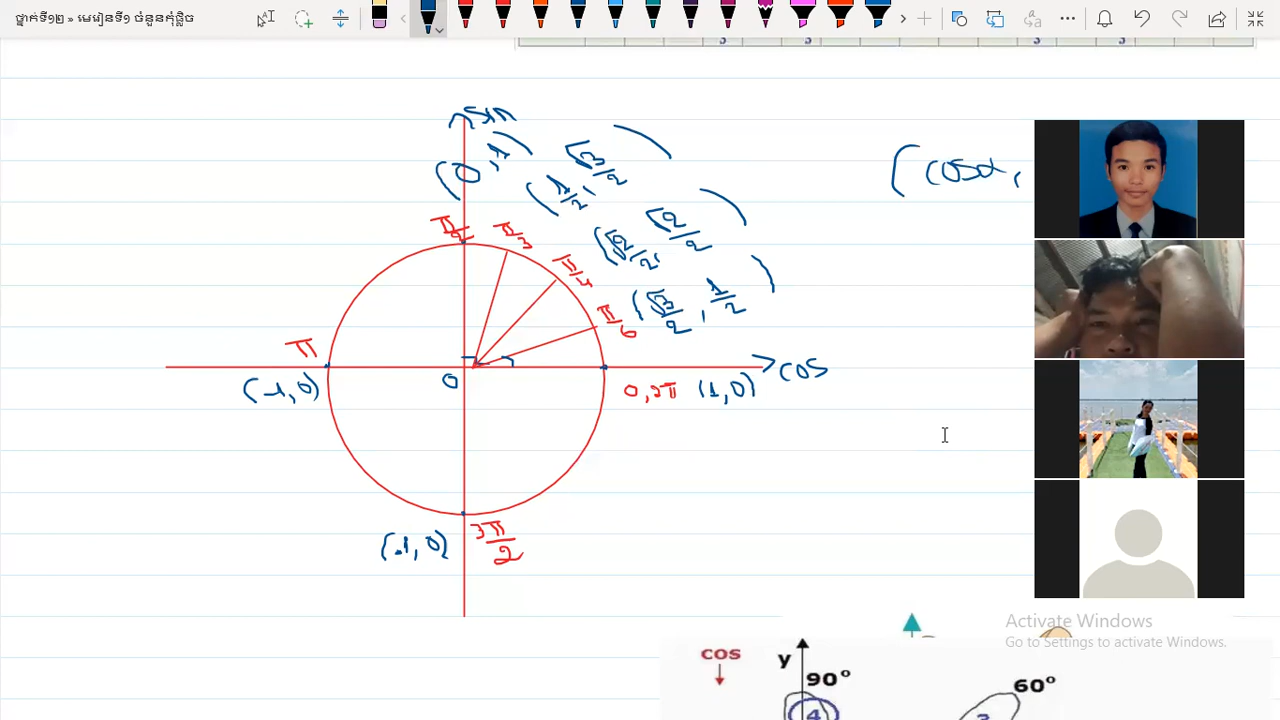 ថ្នាក់ទី១២ » មេរៀនទី១ ចំនួនកុំផ្លិច
sin
(0, 1)
(1/2, √3/2)
(cosα,
π/2
π/3
(√2/2, √2/2)
π/4
(√3/2, 1/2)
π/6
π
cos
(-1, 0)
0
0, 2π (1, 0)
(-1, 0)
3π/2
Activate Windows
Go to Settings to activate Windows.
cos
y
90°
60°
4